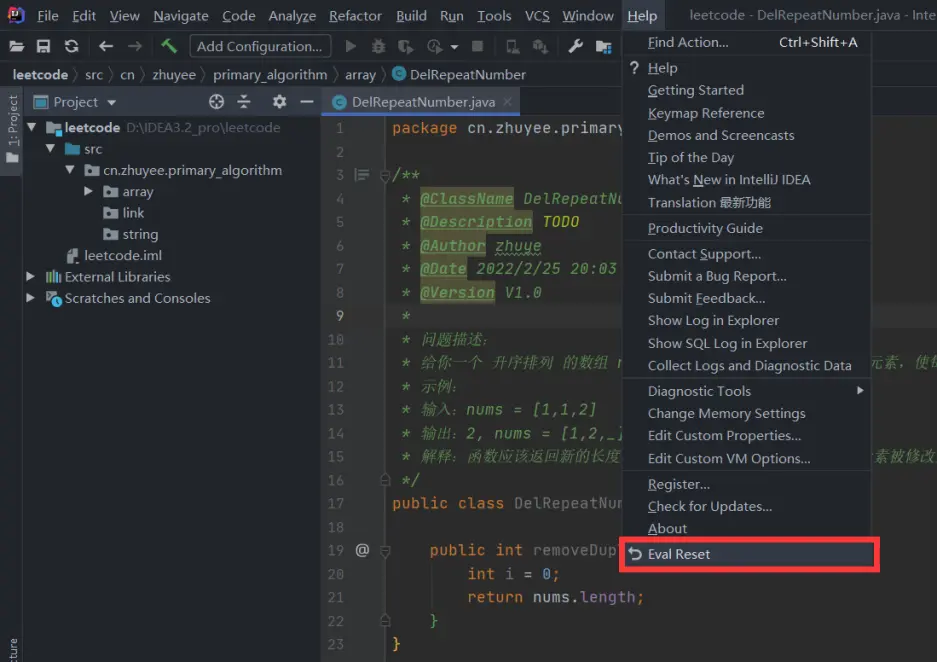 File Edit View Navigate Code Analyze Refactor Build Run Tools VCS Window Help leetcode - DelRepeatNumber.java - Inte
Add Configuration...
leetcode src cn zhuyee primary_algorithm array DelRepeatNumber
1: Project
Project
leetcode D:\IDEA3.2_pro\leetcode
src
cn.zhuyee.primary_algorithm
array
link
string
leetcode.iml
External Libraries
Scratches and Consoles
DelRepeatNumber.java
1 package cn.zhuyee.primary
2
3 /**
4 * @ClassName DelRepeatNu
5 * @Description TODO
6 * @Author zhuye
7 * @Date 2022/2/25 20:03
8 * @Version V1.0
9 *
10 * 问题描述：
11 * 给你一个 升序排列 的数组 元素，使每
12 * 示例：
13 * 输入：nums = [1,1,2]
14 * 输出：2, nums = [1,2,_]
15 * 解释：函数应该返回新的长度 素被修改
16 */
17 public class DelRepeatNum
18
19 public int removeDup
20 int i = 0;
21 return nums.length;
22 }
23 }
Find Action... Ctrl+Shift+A
? Help
Getting Started
Keymap Reference
Demos and Screencasts
Tip of the Day
What's New in IntelliJ IDEA
Translation 最新功能
Productivity Guide
Contact Support...
Submit a Bug Report...
Submit Feedback...
Show Log in Explorer
Show SQL Log in Explorer
Collect Logs and Diagnostic Data
Diagnostic Tools
Change Memory Settings
Edit Custom Properties...
Edit Custom VM Options...
Register...
Check for Updates...
About
Eval Reset